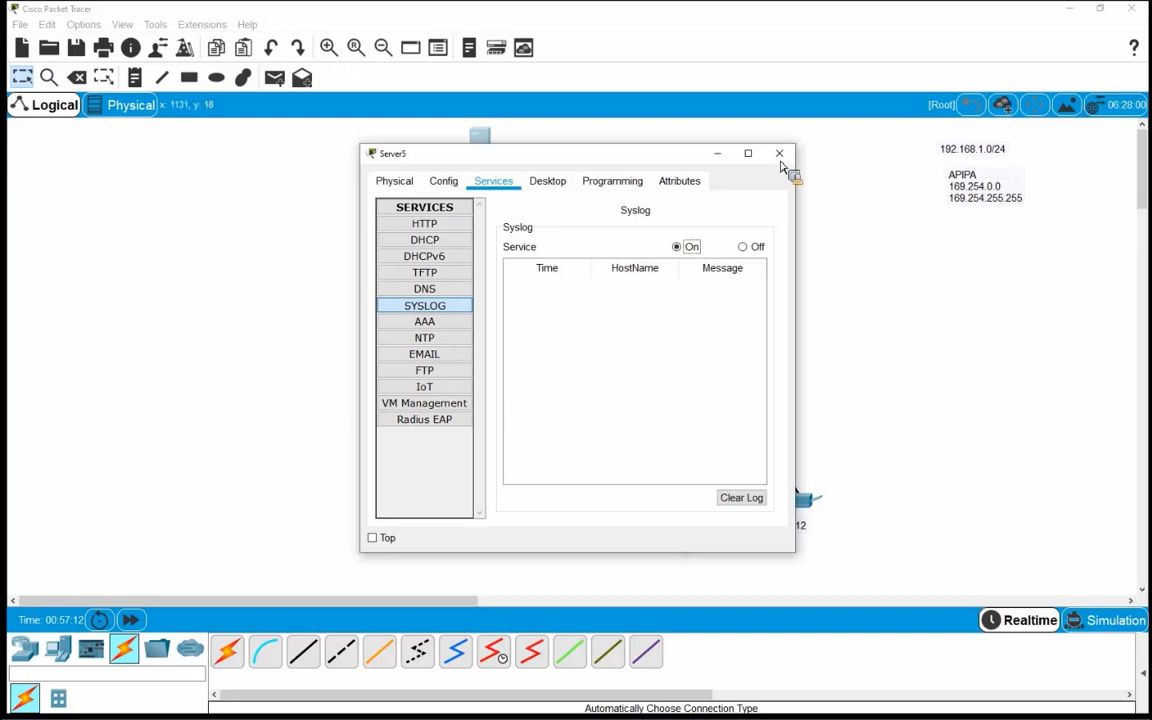 Cisco Packet Tracer
File Edit Options View Tools Extensions Help
?
Logical Physical x: 1131, y: 18 [Root] 06:28:00
192.168.1.0/24
APIPA
169.254.0.0
169.254.255.255
Server5
Physical Config Services Desktop Programming Attributes
SERVICES
HTTP
DHCP
DHCPv6
TFTP
DNS
SYSLOG
AAA
NTP
EMAIL
FTP
IoT
VM Management
Radius EAP
Syslog
Syslog
Service On Off
Time HostName Message
Clear Log
Top
12
Time: 00:57:12 Realtime Simulation
Automatically Choose Connection Type